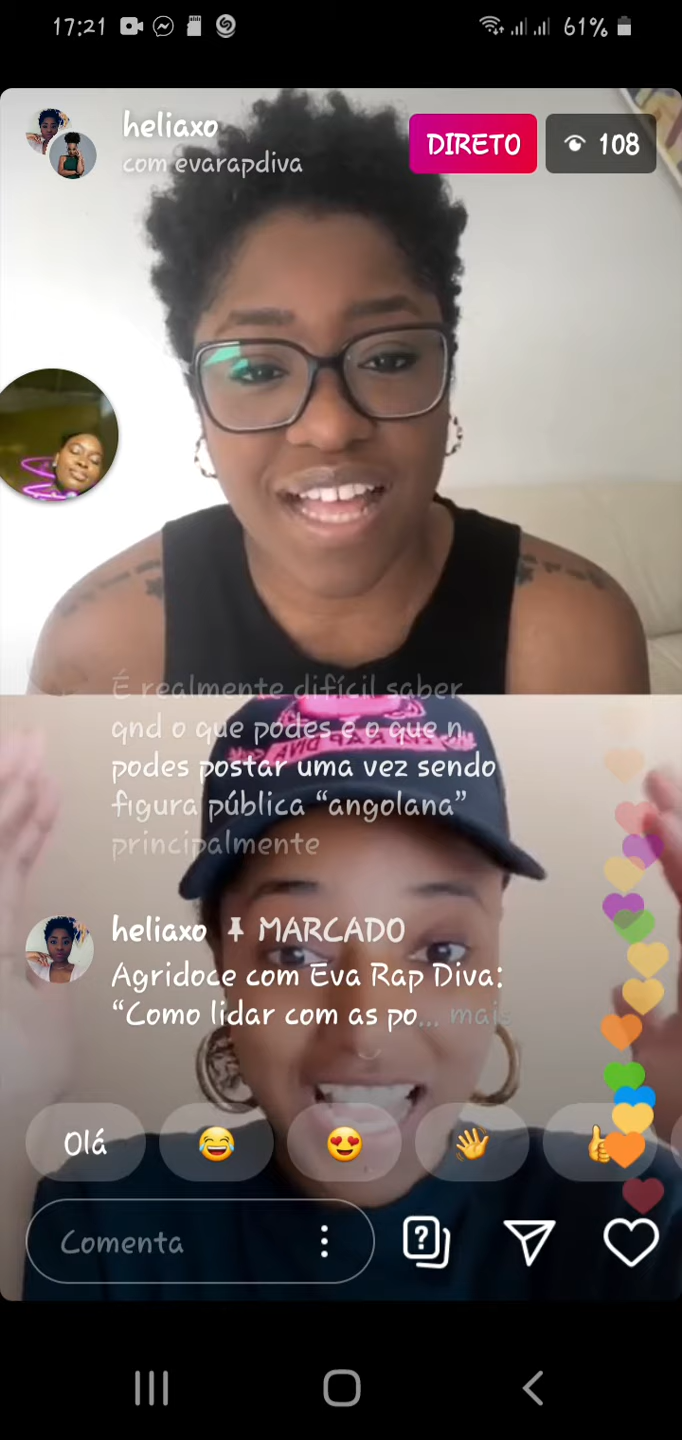 17:21
61%
heliaxo
com evarapdiva
DIRETO
108
É realmente difícil saber
qnd o que podes e o que n
podes postar uma vez sendo
figura pública “angolana”
principalmente
heliaxo MARCADO
Agridoce com Eva Rap Diva:
“Como lidar com as po... mais
Olá
Comenta